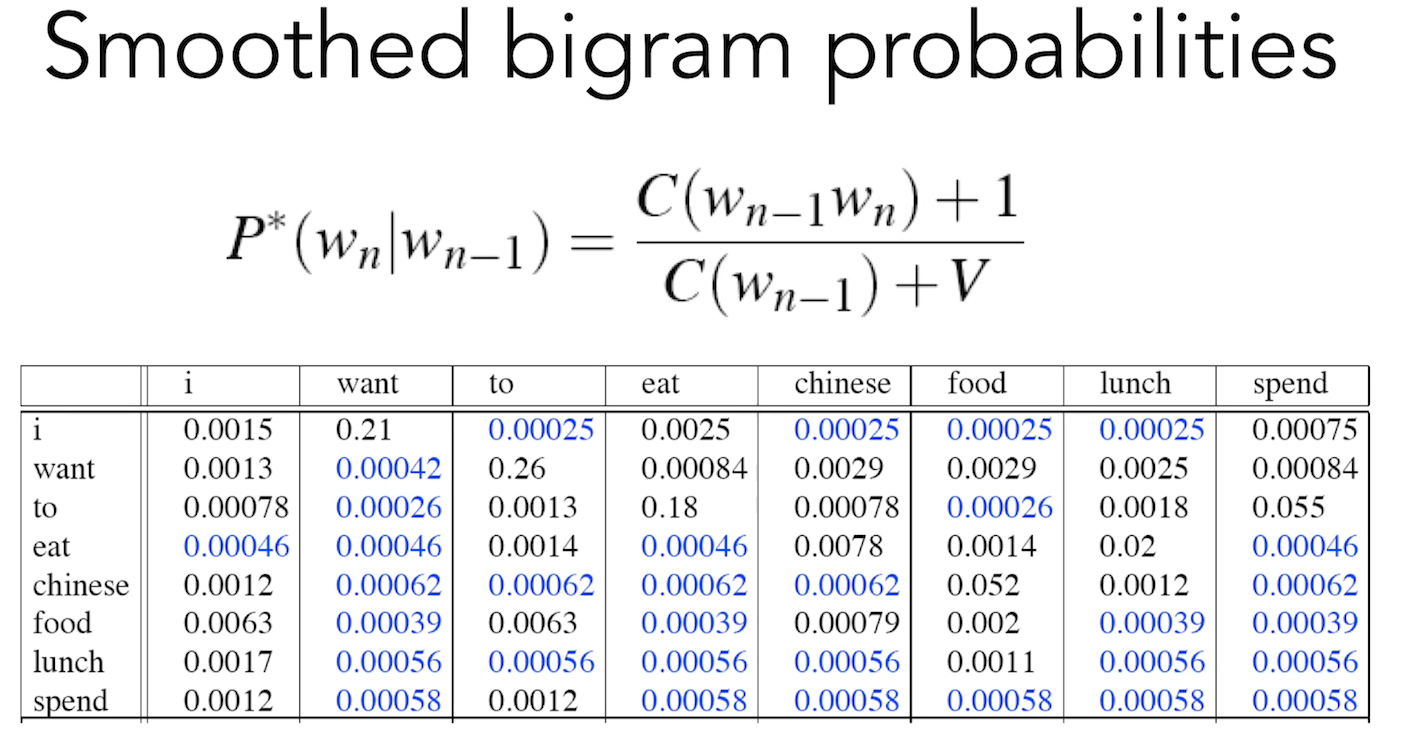 Smoothed bigram probabilities
P*(wn|wn−1) = C(wn−1wn)+1 / C(wn−1)+V
i want to eat chinese food lunch spend
i 0.0015 0.21 0.00025 0.0025 0.00025 0.00025 0.00025 0.00075
want 0.0013 0.00042 0.26 0.00084 0.0029 0.0029 0.0025 0.00084
to 0.00078 0.00026 0.0013 0.18 0.00078 0.00026 0.0018 0.055
eat 0.00046 0.00046 0.0014 0.00046 0.0078 0.0014 0.02 0.00046
chinese 0.0012 0.00062 0.00062 0.00062 0.00062 0.052 0.0012 0.00062
food 0.0063 0.00039 0.0063 0.00039 0.00079 0.002 0.00039 0.00039
lunch 0.0017 0.00056 0.00056 0.00056 0.00056 0.0011 0.00056 0.00056
spend 0.0012 0.00058 0.0012 0.00058 0.00058 0.00058 0.00058 0.00058